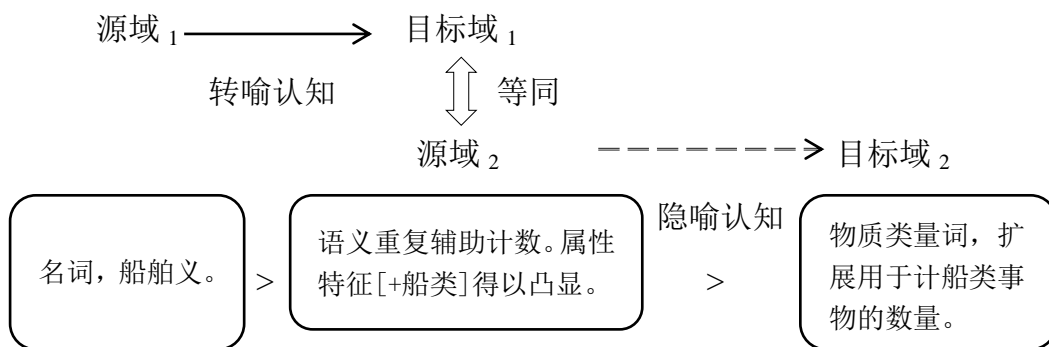 源域 1 目标域 1
转喻认知 等同
源域 2 目标域 2
隐喻认知
名词，船舶义。
>
语义重复辅助计数。属性
特征[+船类]得以凸显。
>
物质类量词，扩
展用于计船类事
物的数量。